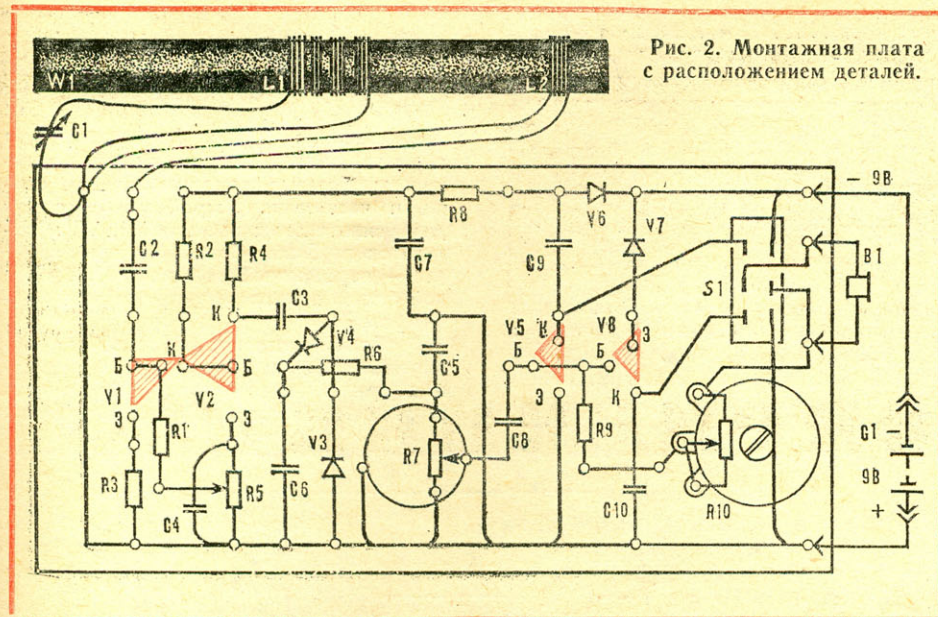 Рис. 2. Монтажная плата
с расположением деталей.
W1
L1
L2
C1
- 9В
R8
V6
V7
C2
R2
R4
C7
C9
S1
B1
C3
К
V4
R6
C5
V5
К
V8
З
Б
К
Б
Б
Б
V1
V2
З
З
К
З
R1
V3
R7
C8
R9
G1
-
9В
+
R3
R5
C4
C6
C10
R10